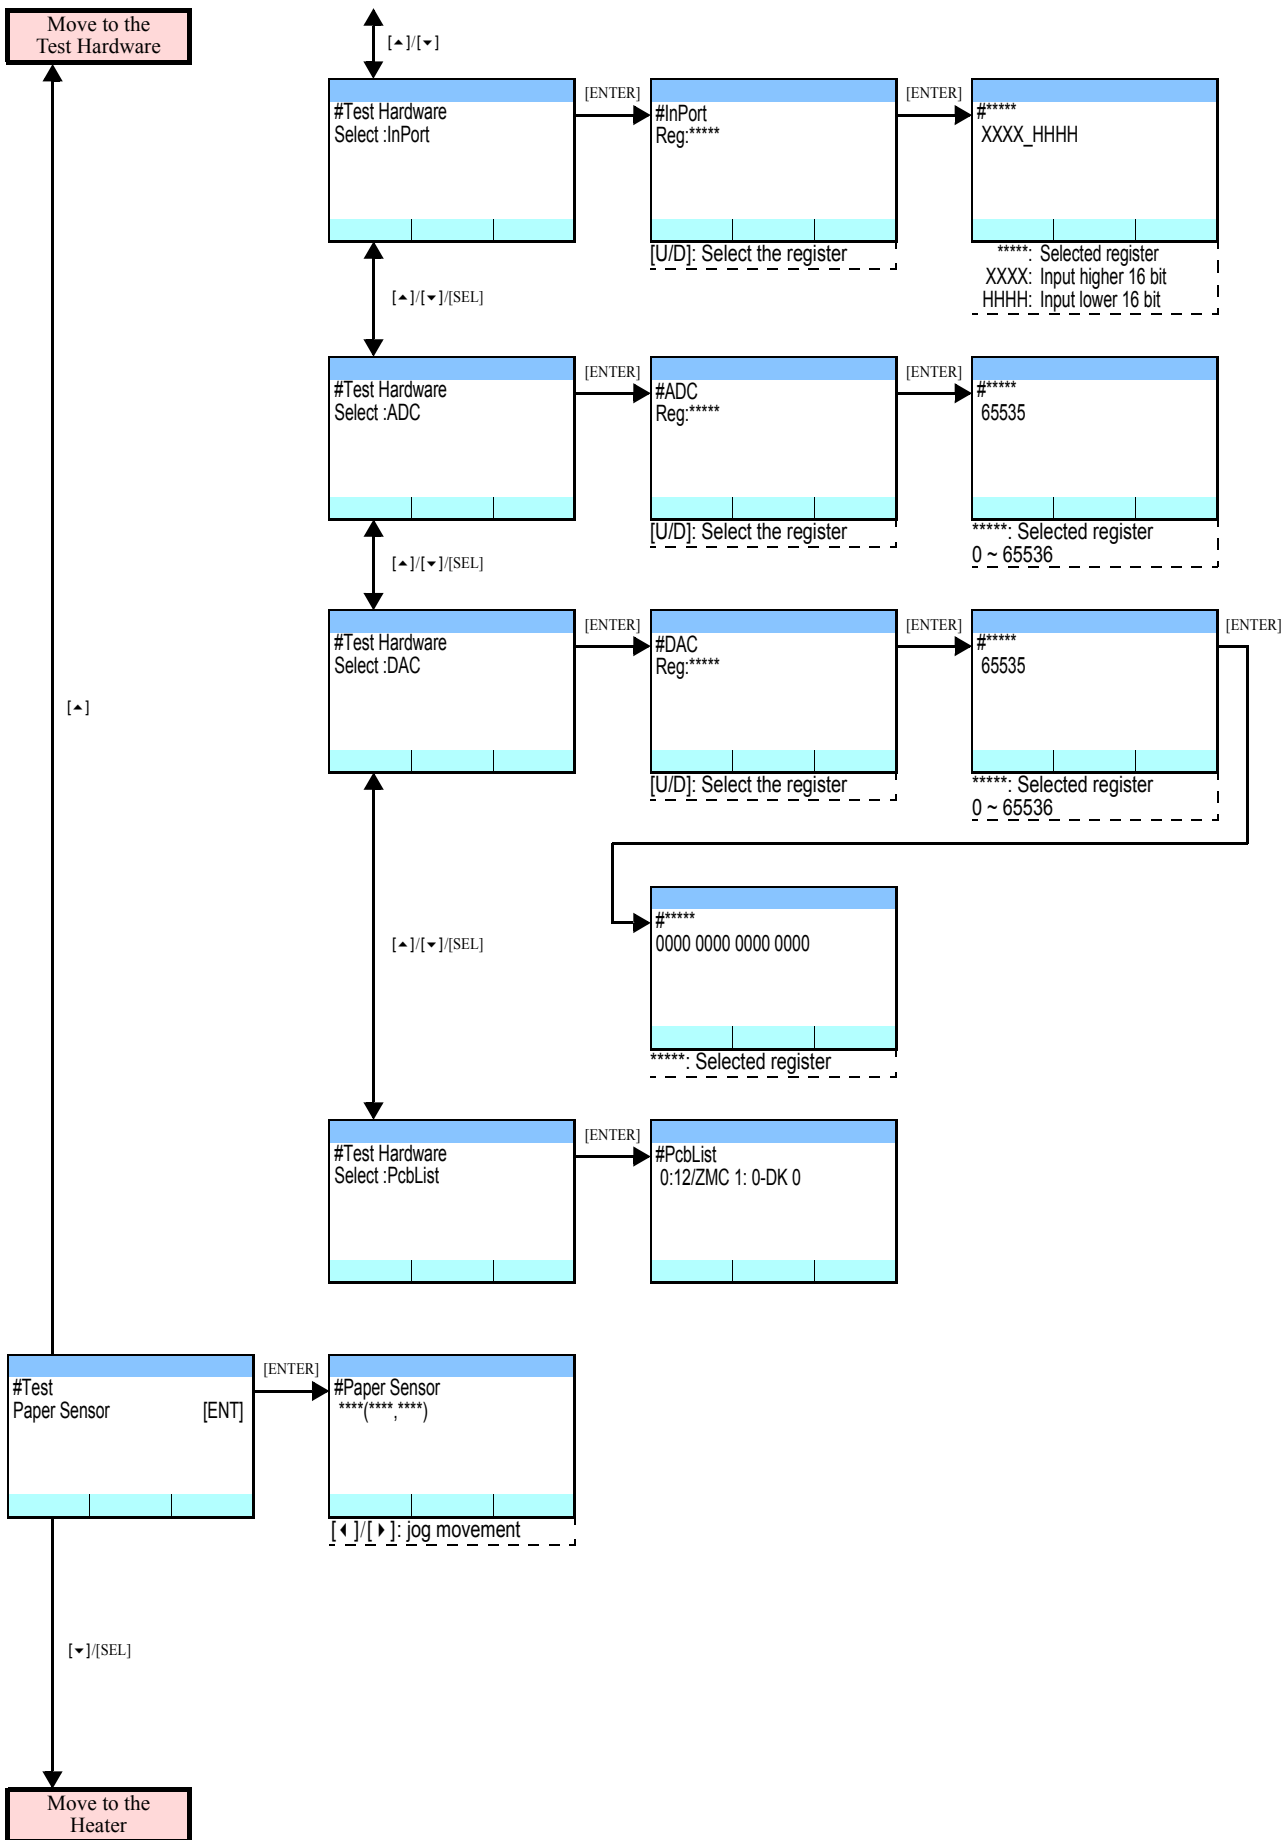 Move to the
Test Hardware
[▲]/[▼]
#Test Hardware
Select :InPort
[ENTER]
#InPort
Reg:*****
[U/D]: Select the register
[ENTER]
#*****
XXXX_HHHH
*****: Selected register
XXXX: Input higher 16 bit
HHHH: Input lower 16 bit
[▲]/[▼]/[SEL]
#Test Hardware
Select :ADC
[ENTER]
#ADC
Reg:*****
[U/D]: Select the register
[ENTER]
#*****
65535
*****: Selected register
0 ~ 65536
[▲]/[▼]/[SEL]
#Test Hardware
Select :DAC
[ENTER]
#DAC
Reg:*****
[U/D]: Select the register
[ENTER]
#*****
65535
*****: Selected register
0 ~ 65536
[ENTER]
[▲]
#*****
0000 0000 0000 0000
*****: Selected register
[▲]/[▼]/[SEL]
#Test Hardware
Select :PcbList
[ENTER]
#PcbList
0:12/ZMC 1: 0-DK 0
#Test
Paper Sensor [ENT]
[ENTER]
#Paper Sensor
****(****,****)
[◀]/[▶]: jog movement
[▼]/[SEL]
Move to the
Heater